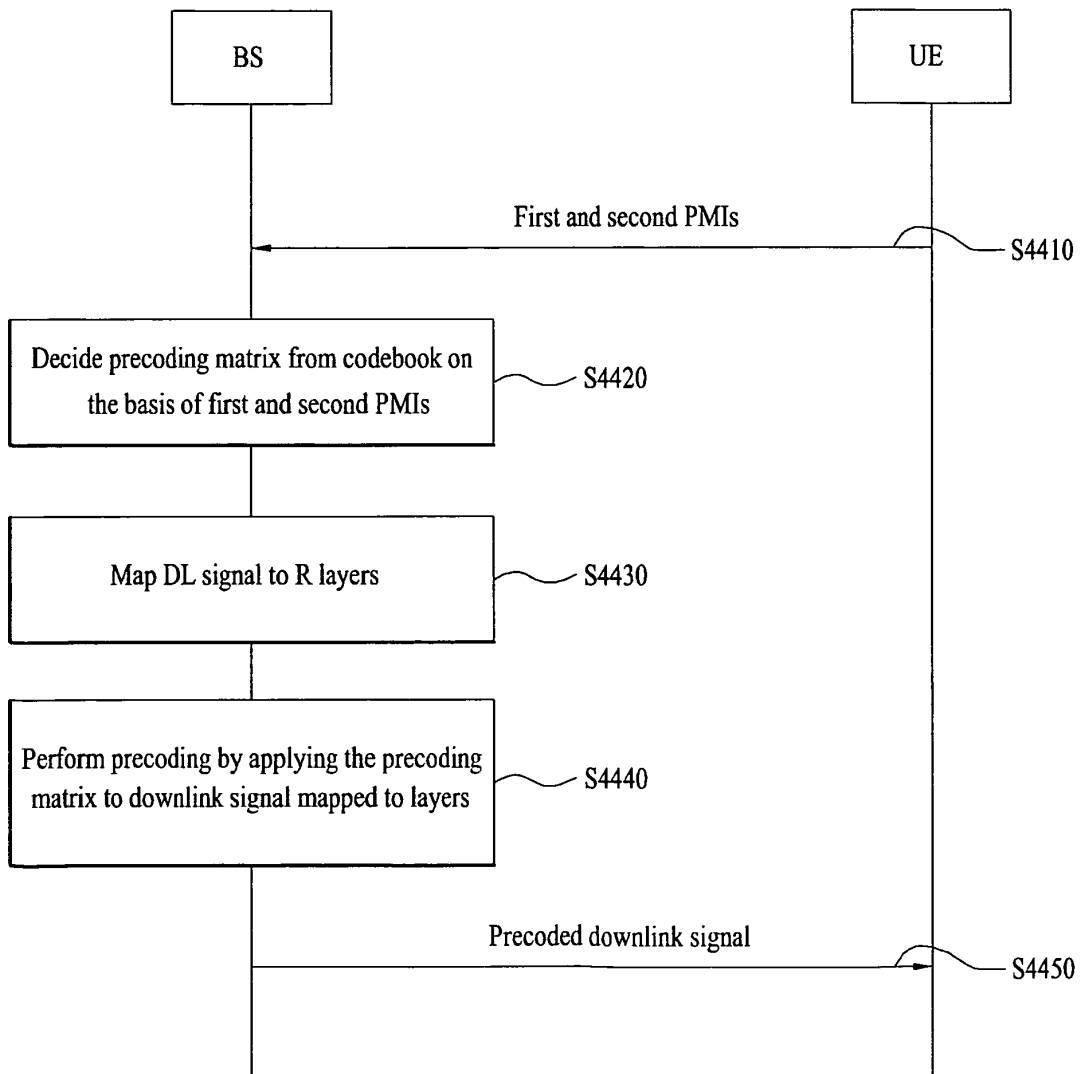 BS
UE
First and second PMIs
S4410
Decide precoding matrix from codebook on
the basis of first and second PMIs
S4420
Map DL signal to R layers
S4430
Perform precoding by applying the precoding
matrix to downlink signal mapped to layers
S4440
Precoded downlink signal
S4450